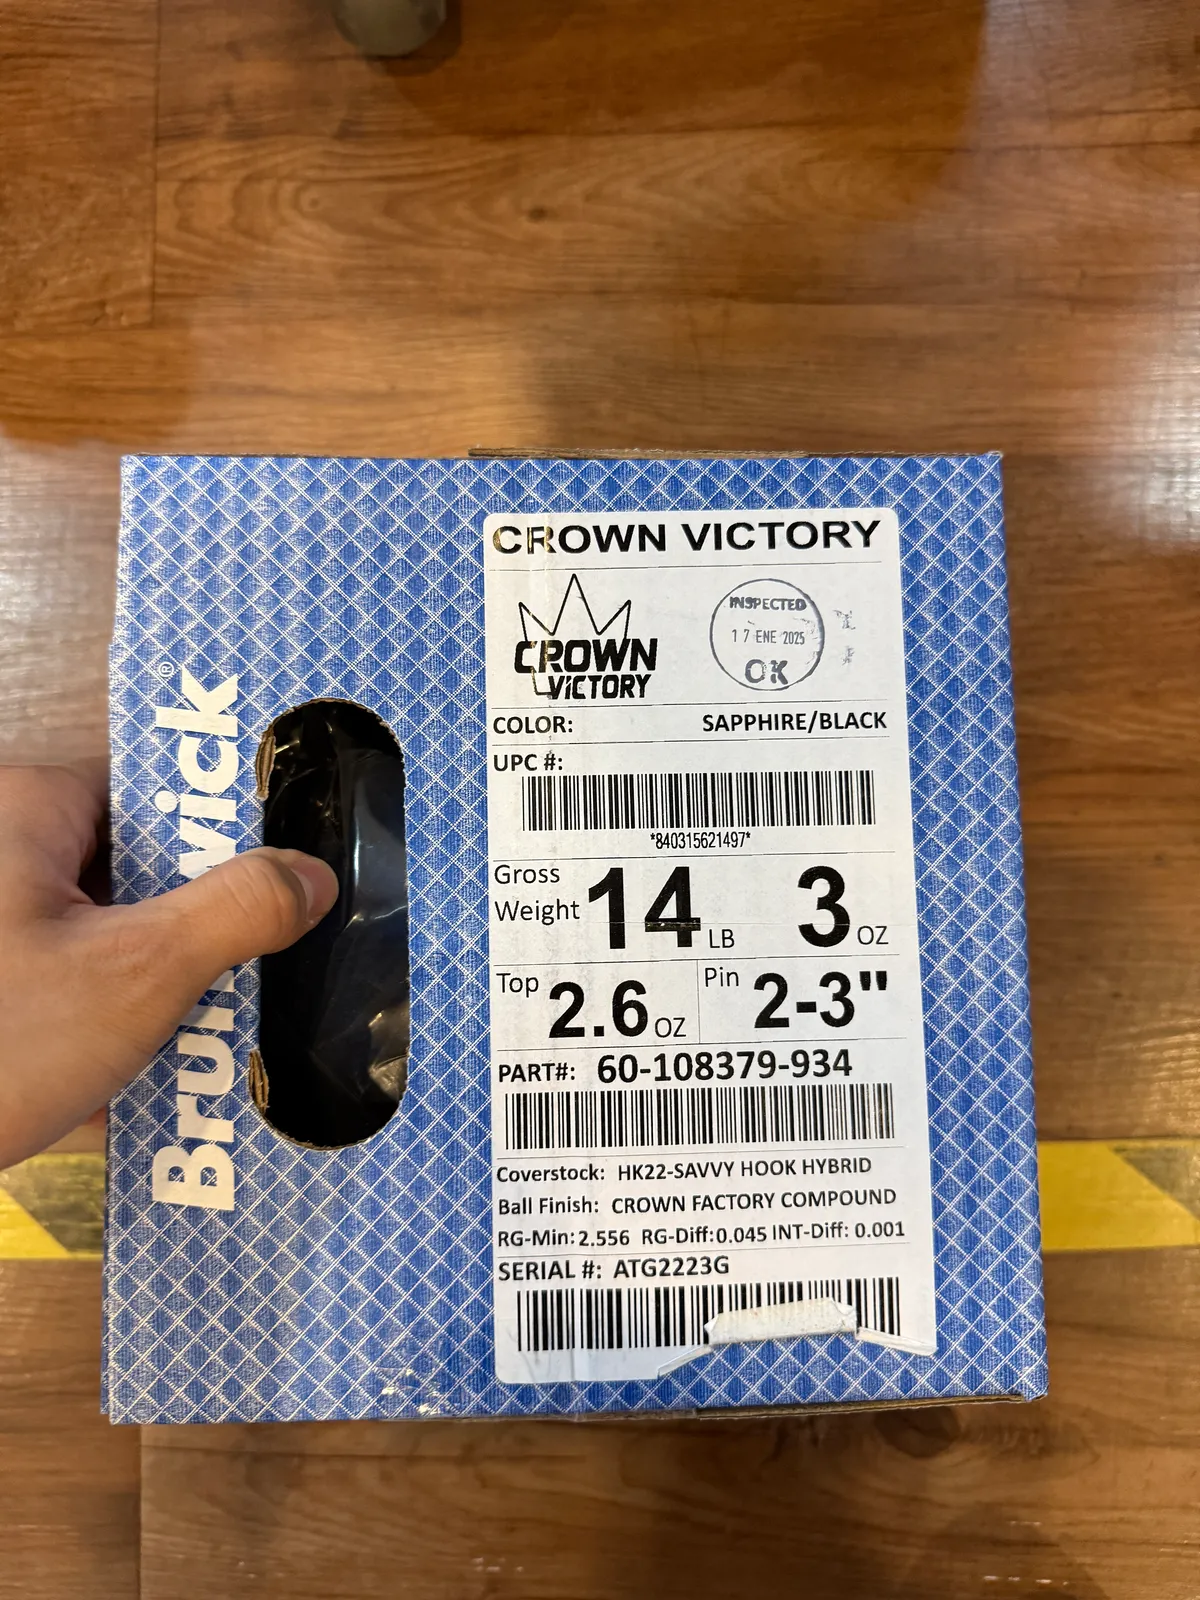 CROWN VICTORY
CROWN
VICTORY
INSPECTED
17 ENE 2025
OK
COLOR: SAPPHIRE/BLACK
UPC #:
*840315621497*
Gross
Weight 14 LB 3 OZ
Top 2.6 OZ Pin 2-3"
PART#: 60-108379-934
Coverstock: HK22-SAVVY HOOK HYBRID
Ball Finish: CROWN FACTORY COMPOUND
RG-Min: 2.556 RG-Diff:0.045 INT-Diff: 0.001
SERIAL #: ATG2223G